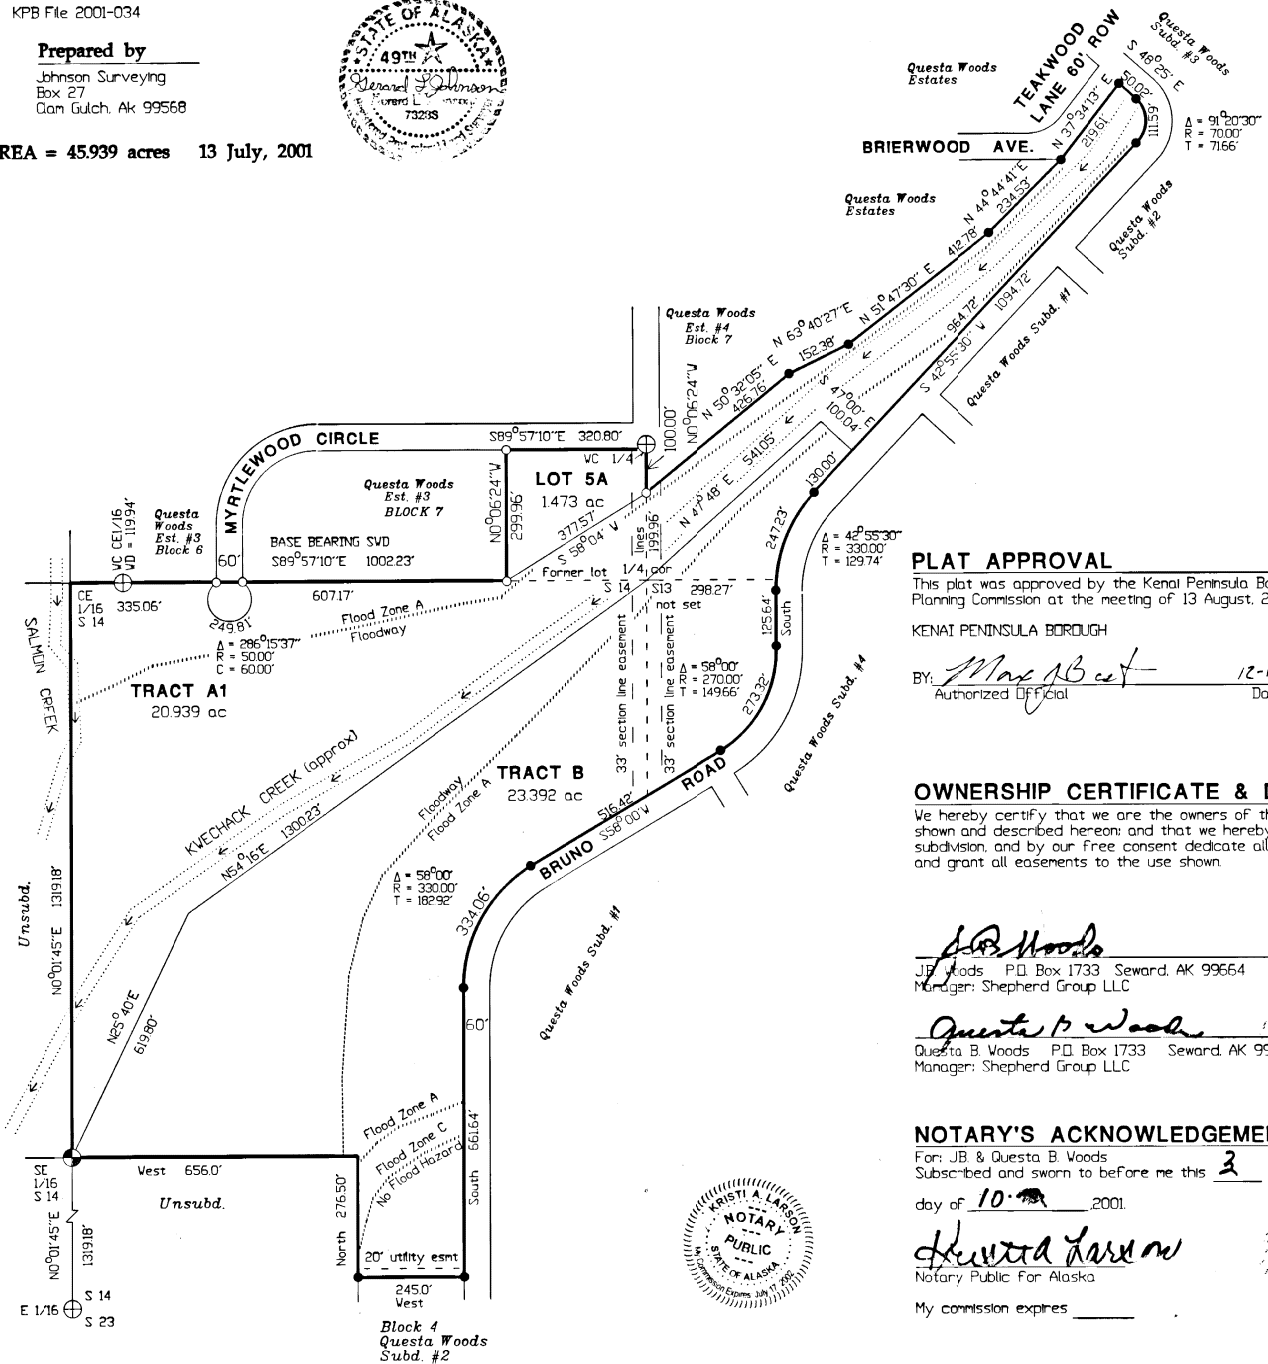 KPB File 2001-034
Prepared by
Johnson Surveying
Box 27
Clam Gulch, Ak 99568
REA = 45.939 acres 13 July, 2001
STATE OF ALASKA
49TH
7323S
Questa Woods
Estates
TEAKWOOD
LANE 60' ROW
Questa Woods
Subd. #3
S 48°25' E
50.02'
N 37°34'13" E
219.61'
111.59'
Δ = 91°20'30"
R = 70.00'
T = 71.66'
BRIERWOOD AVE.
N 44°44'41"E
234.53'
Questa Woods
Estates
Questa Woods
Subd. #2
412.78'
N 51°47'30" E
N 63°40'27"E
152.38'
964.72'
1094.72'
S 42°55'30" W
Questa Woods Subd. #1
Questa Woods
Est. #4
Block 7
N 50°32'05" E
426.76'
S 47°00' E
100.04'
100.00'
N0°06'24"W
MYRTLEWOOD CIRCLE
S89°57'10"E 320.80'
WC 1/4
LOT 5A
1.473 ac
N0°06'24"W
299.96'
377.57'
S 58°04' W
lines
199.96'
N 47°48' E 541.05'
130.00'
247.23'
Δ = 42°55'30"
R = 330.00'
T = 129.74'
Questa Woods
Est. #3
BLOCK 7
Questa
Woods
Est. #3
Block 6
WC CE1/16
WD = 119.94'
BASE BEARING SWD
S89°57'10"E 1002.23'
60'
Former lot 1/4 cor
S 14 S13 298.27'
not set
CE
1/16
S 14
335.06'
607.17'
249.81'
Δ = 286°15'37"
R = 50.00'
C = 60.00'
Flood Zone A
Floodway
SALMON CREEK
TRACT A1
20.939 ac
125.64'
South
33' section line easement
33' section line easement
Δ = 58°00'
R = 270.00'
T = 149.66'
273.32'
Questa Woods Subd. #4
KWECHACK CREEK (approx)
N54°16'E 1300.23'
TRACT B
23.392 ac
Floodway
Flood Zone A
516.42'
S58°00'W
BRUNO ROAD
Δ = 58°00'
R = 330.00'
T = 182.92'
334.06'
Unsubd.
N0°01'45"E 1319.18'
N25°40'E
619.80'
Questa Woods Subd. #1
60'
Flood Zone A
Flood Zone C
No Flood Hazard
South 661.64'
SE
1/16
S 14
West 656.0'
Unsubd.
North 276.50'
20' utility esmt
245.0'
West
N0°01'45"E 1319.18'
E 1/16
S 14
S 23
Block 4
Questa Woods
Subd. #2
KRISTI A. LARSON
NOTARY
PUBLIC
STATE OF ALASKA
My Commission Expires July 17, 2002
PLAT APPROVAL
This plat was approved by the Kenai Peninsula Bo
Planning Commission at the meeting of 13 August, 2
KENAI PENINSULA BOROUGH
BY: Max J Best 12-1
Authorized Official Da
OWNERSHIP CERTIFICATE & D
We hereby certify that we are the owners of th
shown and described hereon; and that we hereby
subdivision, and by our free consent dedicate all
and grant all easements to the use shown.
JB Woods
J.B. Woods P.O. Box 1733 Seward, AK 99664
Manager: Shepherd Group LLC
Questa B Woods
Questa B. Woods P.O. Box 1733 Seward, AK 99
Manager: Shepherd Group LLC
NOTARY'S ACKNOWLEDGEME
For: JB. & Questa B. Woods
Subscribed and sworn to before me this 3
day of 10 ,2001.
Notary Public for Alaska
My commission expires